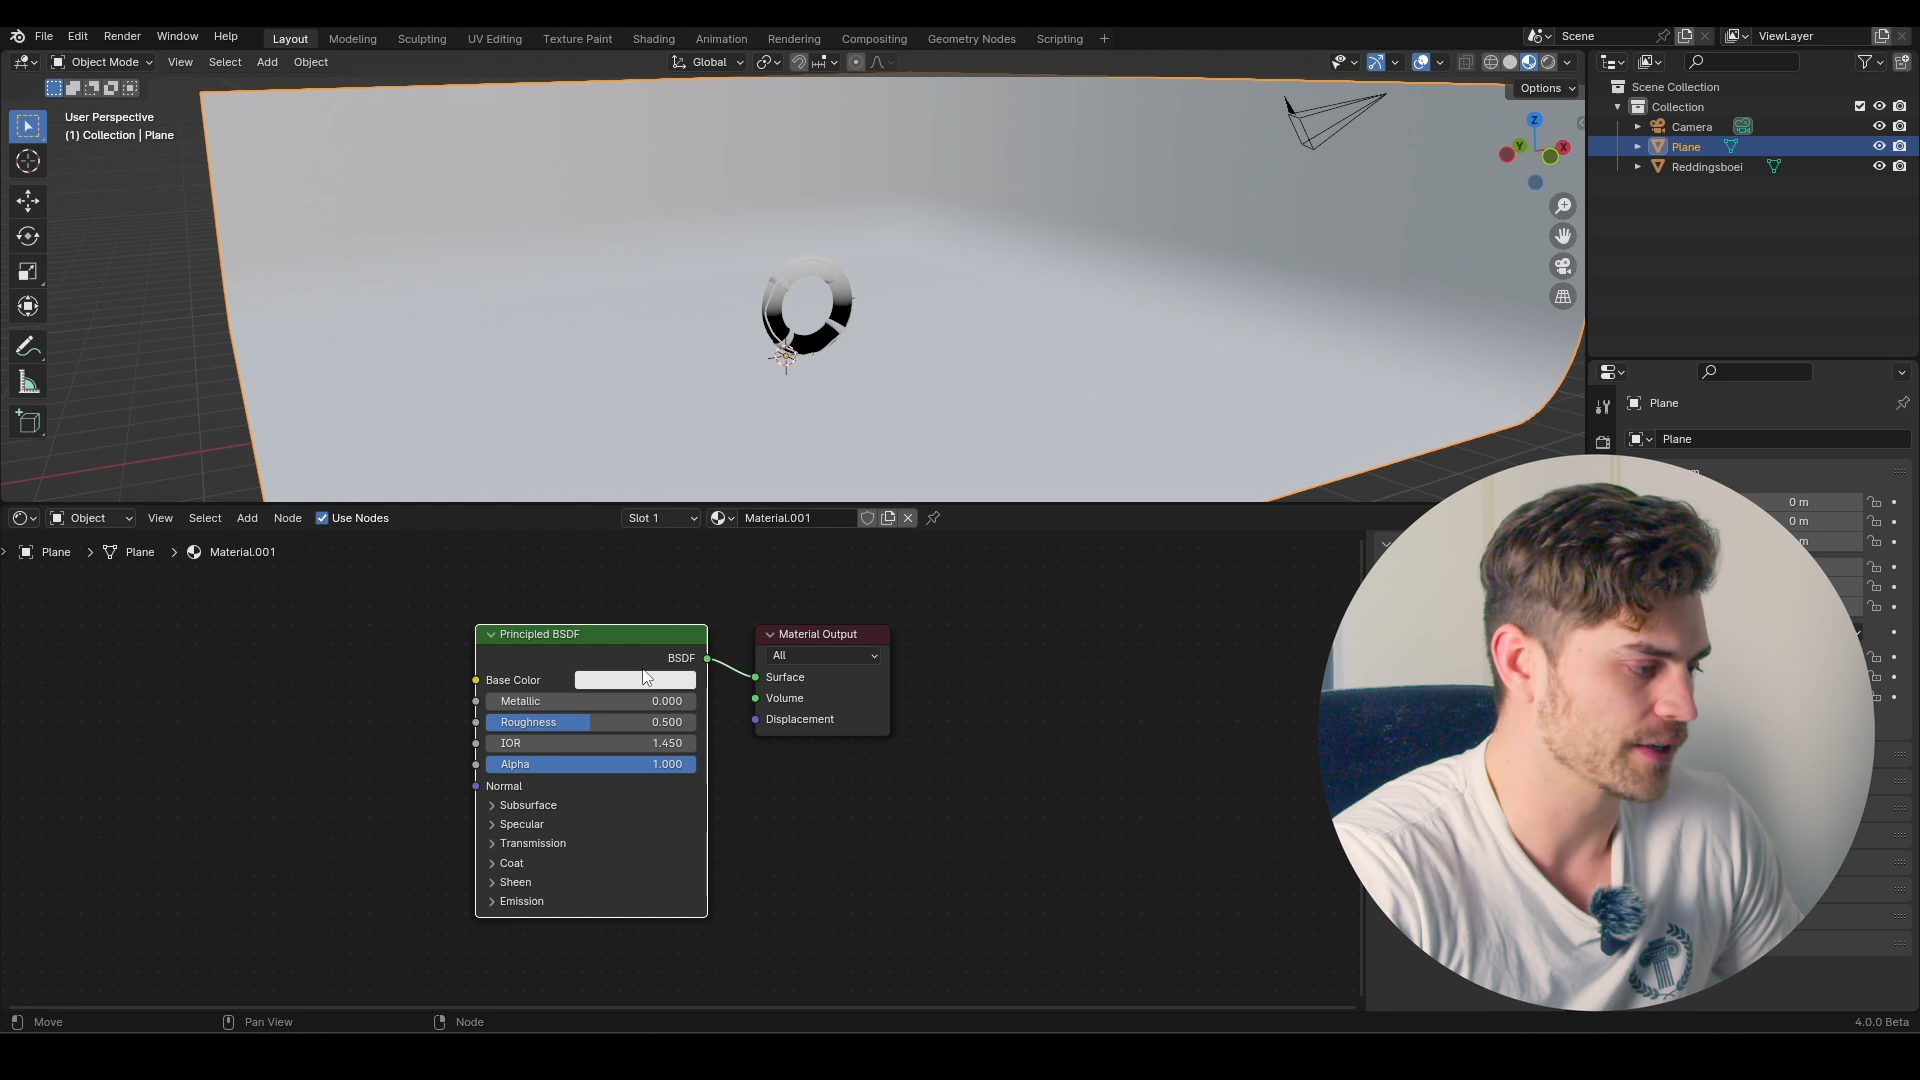 File Edit Render Window Help Layout Modeling Sculpting UV Editing Texture Paint Shading Animation Rendering Compositing Geometry Nodes Scripting + Scene ViewLayer
Object Mode View Select Add Object Global
Options
User Perspective
(1) Collection | Plane
Z
Y
X
Scene Collection
Collection
Camera
Plane
Reddingsboei
Plane
Plane
0 m
0 m
m
Object View Select Add Node Use Nodes Slot 1 Material.001
Plane > Plane > Material.001
Principled BSDF
BSDF
Base Color
Metallic 0.000
Roughness 0.500
IOR 1.450
Alpha 1.000
Normal
Subsurface
Specular
Transmission
Coat
Sheen
Emission
Material Output
All
Surface
Volume
Displacement
Move Pan View Node 4.0.0 Beta